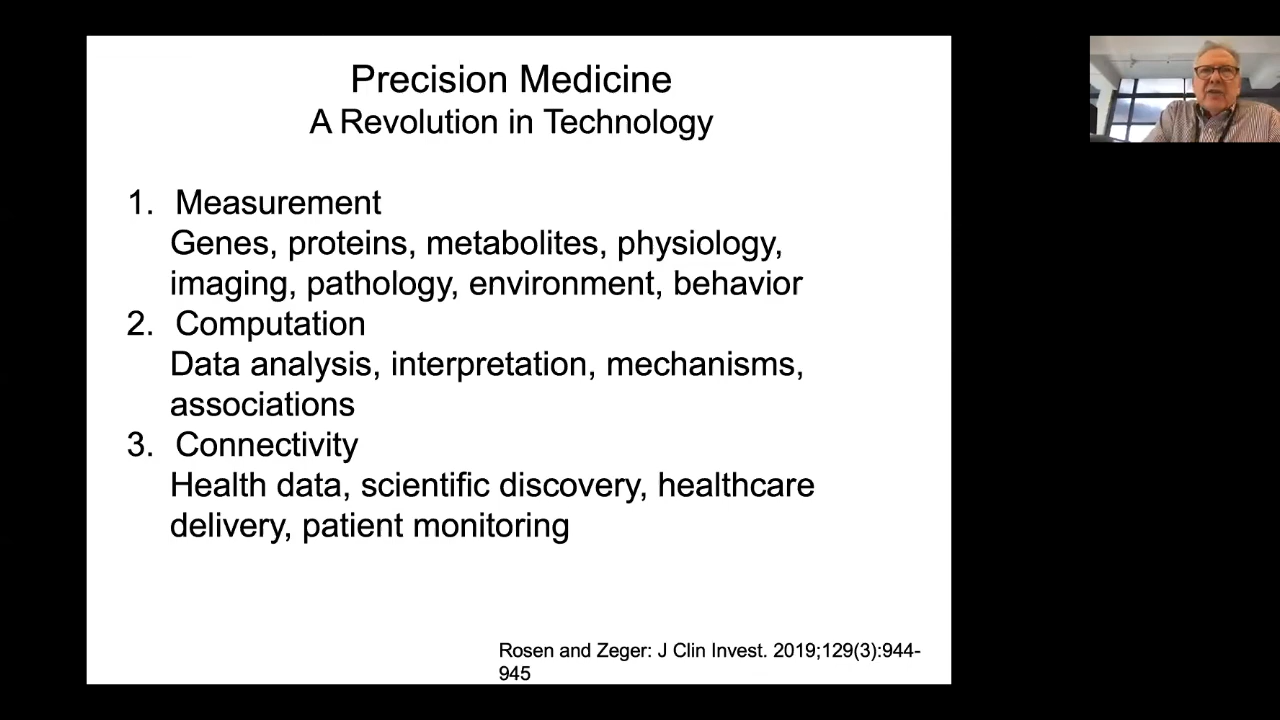 Precision Medicine
A Revolution in Technology
1. Measurement
Genes, proteins, metabolites, physiology,
imaging, pathology, environment, behavior
2. Computation
Data analysis, interpretation, mechanisms,
associations
3. Connectivity
Health data, scientific discovery, healthcare
delivery, patient monitoring
Rosen and Zeger: J Clin Invest. 2019;129(3):944-
945